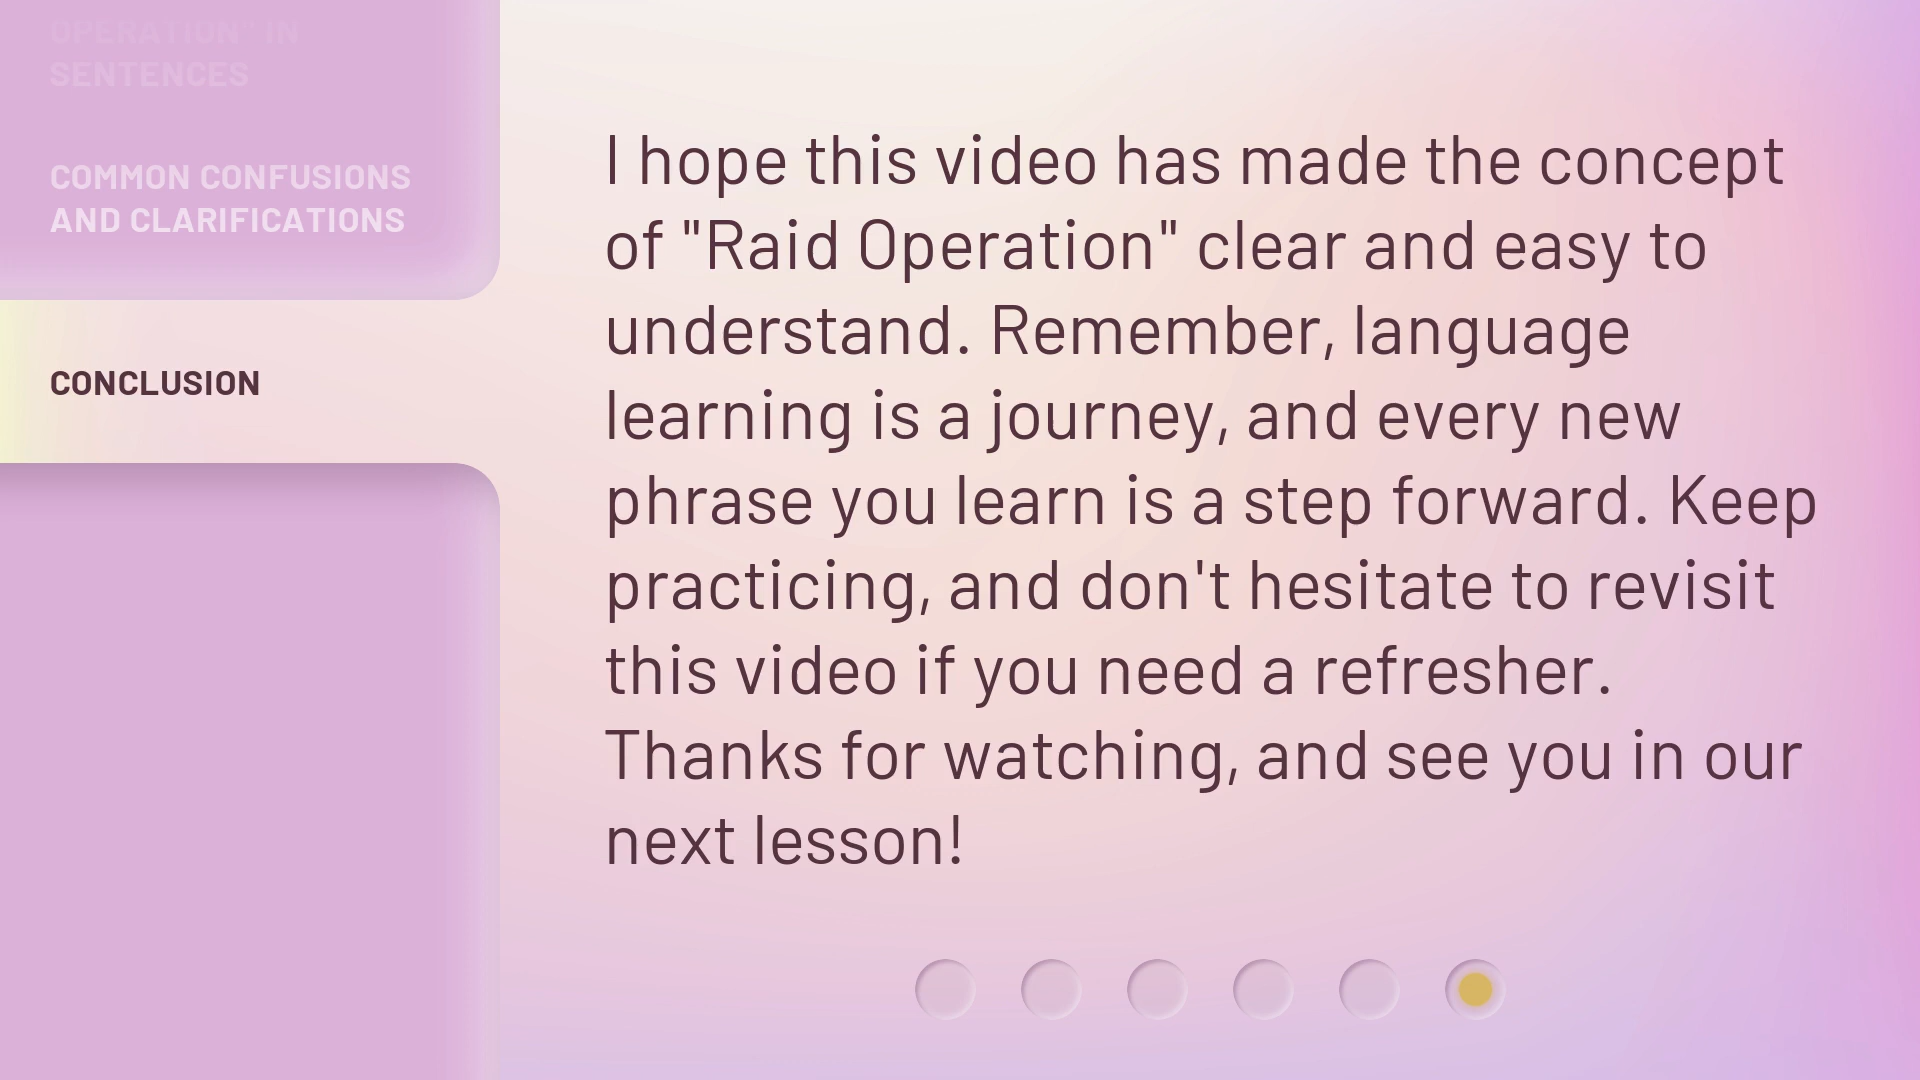 OPERATION" IN
SENTENCES
COMMON CONFUSIONS
AND CLARIFICATIONS
CONCLUSION
I hope this video has made the concept
of "Raid Operation" clear and easy to
understand. Remember, language
learning is a journey, and every new
phrase you learn is a step forward. Keep
practicing, and don't hesitate to revisit
this video if you need a refresher.
Thanks for watching, and see you in our
next lesson!